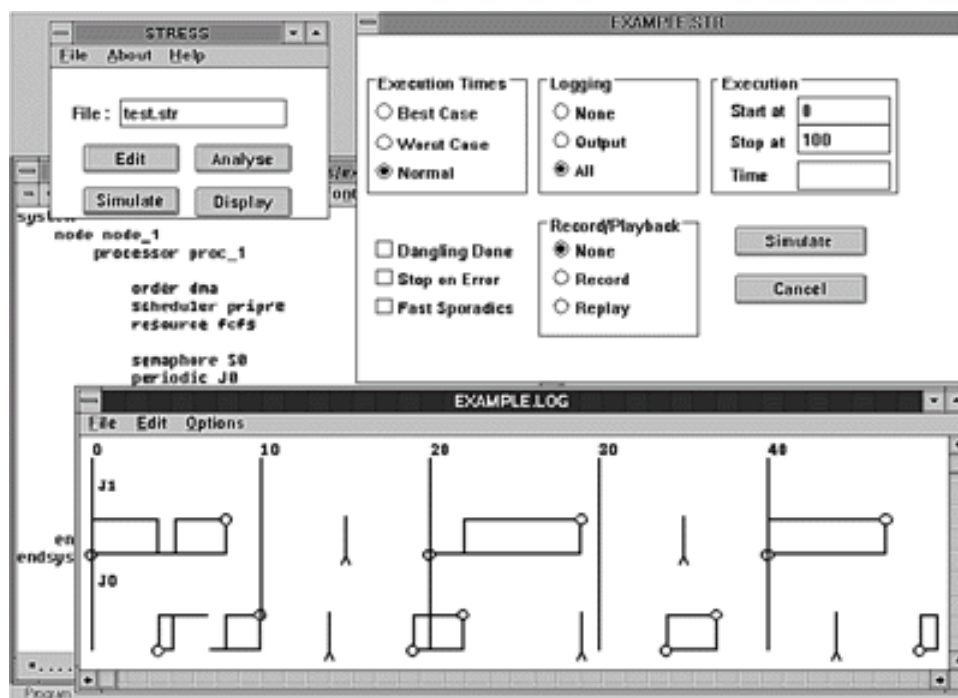 STRESS
File About Help
File : test.str
Edit Analyse
Simulate Display
EXAMPLE.STR
Execution Times
Best Case
Worst Case
Normal
Logging
None
Output
All
Execution
Start at 0
Stop at 100
Time
Dangling Done
Stop on Error
Fast Sporadics
Record/Playback
None
Record
Replay
Simulate
Cancel
system
node node_1
processor proc_1
order dma
scheduler pripre
resource fcfs
semaphore S0
periodic J0
en
endsys
EXAMPLE.LOG
File Edit Options
0 10 20 30 40
J1
J0
Program